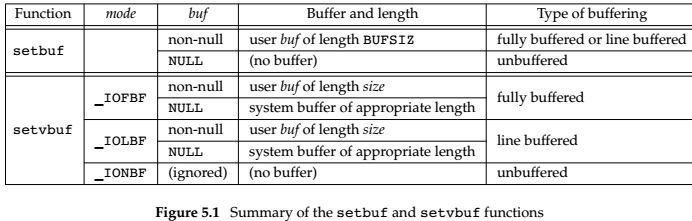 Function mode buf Buffer and length Type of buffering
setbuf non-null user buf of length BUFSIZ fully buffered or line buffered
NULL (no buffer) unbuffered
setvbuf _IOFBF non-null user buf of length size fully buffered
NULL system buffer of appropriate length
_IOLBF non-null user buf of length size line buffered
NULL system buffer of appropriate length
_IONBF (ignored) (no buffer) unbuffered
Figure 5.1 Summary of the setbuf and setvbuf functions